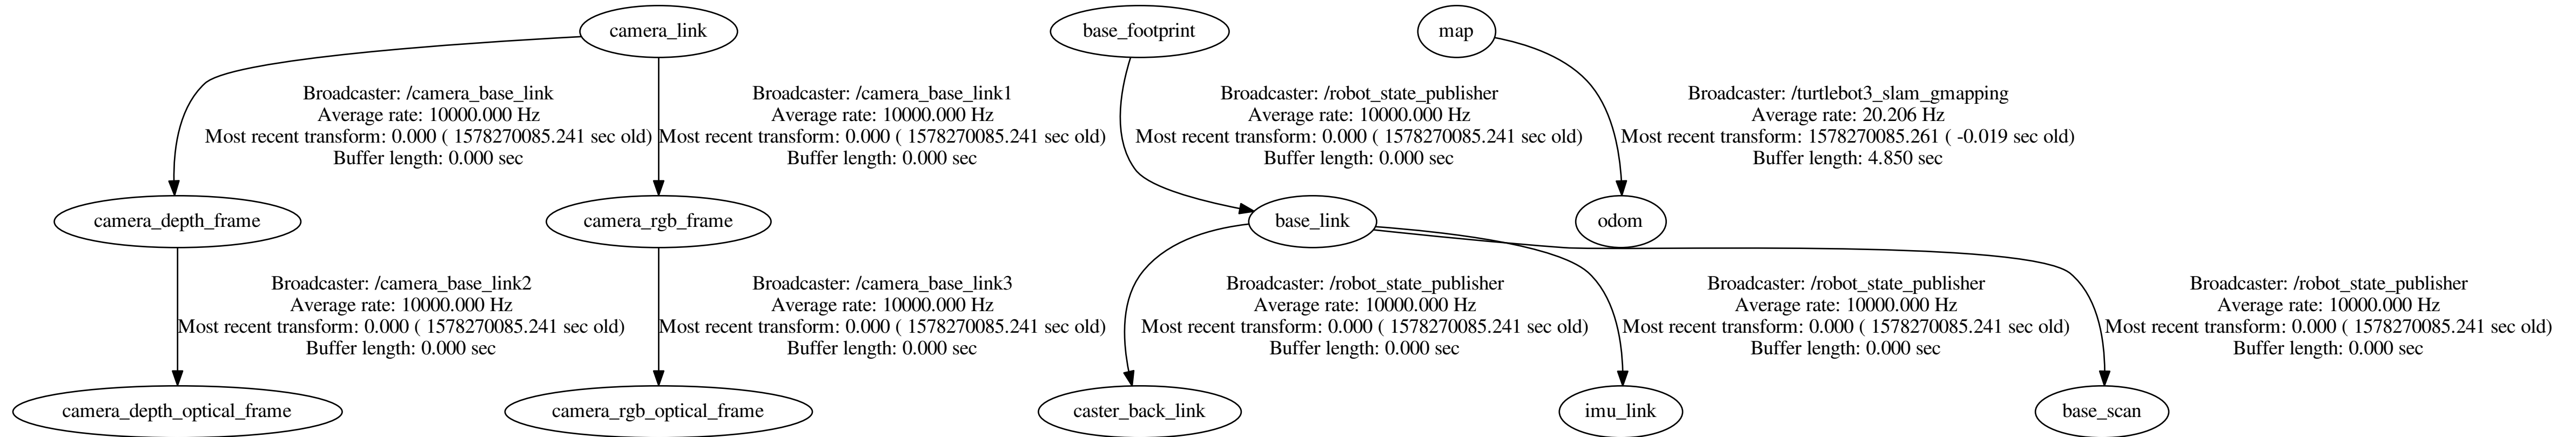 camera_link
base_footprint
map
Broadcaster: /camera_base_link
Average rate: 10000.000 Hz
Most recent transform: 0.000 ( 1578270085.241 sec old)
Buffer length: 0.000 sec
Broadcaster: /camera_base_link1
Average rate: 10000.000 Hz
Most recent transform: 0.000 ( 1578270085.241 sec old)
Buffer length: 0.000 sec
Broadcaster: /robot_state_publisher
Average rate: 10000.000 Hz
Most recent transform: 0.000 ( 1578270085.241 sec old)
Buffer length: 0.000 sec
Broadcaster: /turtlebot3_slam_gmapping
Average rate: 20.206 Hz
Most recent transform: 1578270085.261 ( -0.019 sec old)
Buffer length: 4.850 sec
camera_depth_frame
camera_rgb_frame
base_link
odom
Broadcaster: /camera_base_link2
Average rate: 10000.000 Hz
Most recent transform: 0.000 ( 1578270085.241 sec old)
Buffer length: 0.000 sec
Broadcaster: /camera_base_link3
Average rate: 10000.000 Hz
Most recent transform: 0.000 ( 1578270085.241 sec old)
Buffer length: 0.000 sec
Broadcaster: /robot_state_publisher
Average rate: 10000.000 Hz
Most recent transform: 0.000 ( 1578270085.241 sec old)
Buffer length: 0.000 sec
Broadcaster: /robot_state_publisher
Average rate: 10000.000 Hz
Most recent transform: 0.000 ( 1578270085.241 sec old)
Buffer length: 0.000 sec
Broadcaster: /robot_state_publisher
Average rate: 10000.000 Hz
Most recent transform: 0.000 ( 1578270085.241 sec old)
Buffer length: 0.000 sec
camera_depth_optical_frame
camera_rgb_optical_frame
caster_back_link
imu_link
base_scan